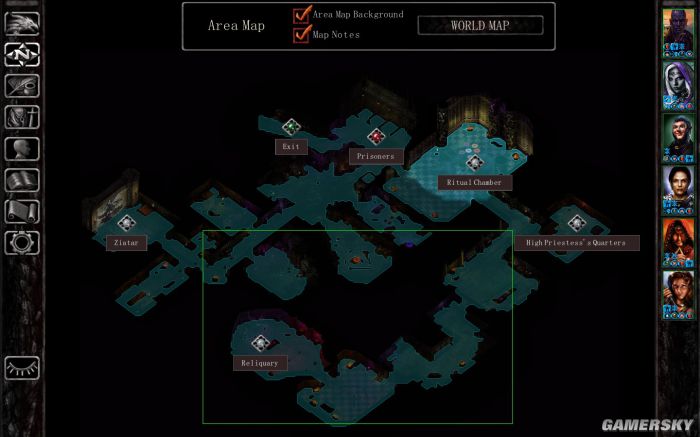 Area Map
Area Map Background
Map Notes
WORLD MAP
Exit
Prisoners
Ritual Chamber
Ziatar
High Priestess's Quarters
Reliquary
GAMERSKY